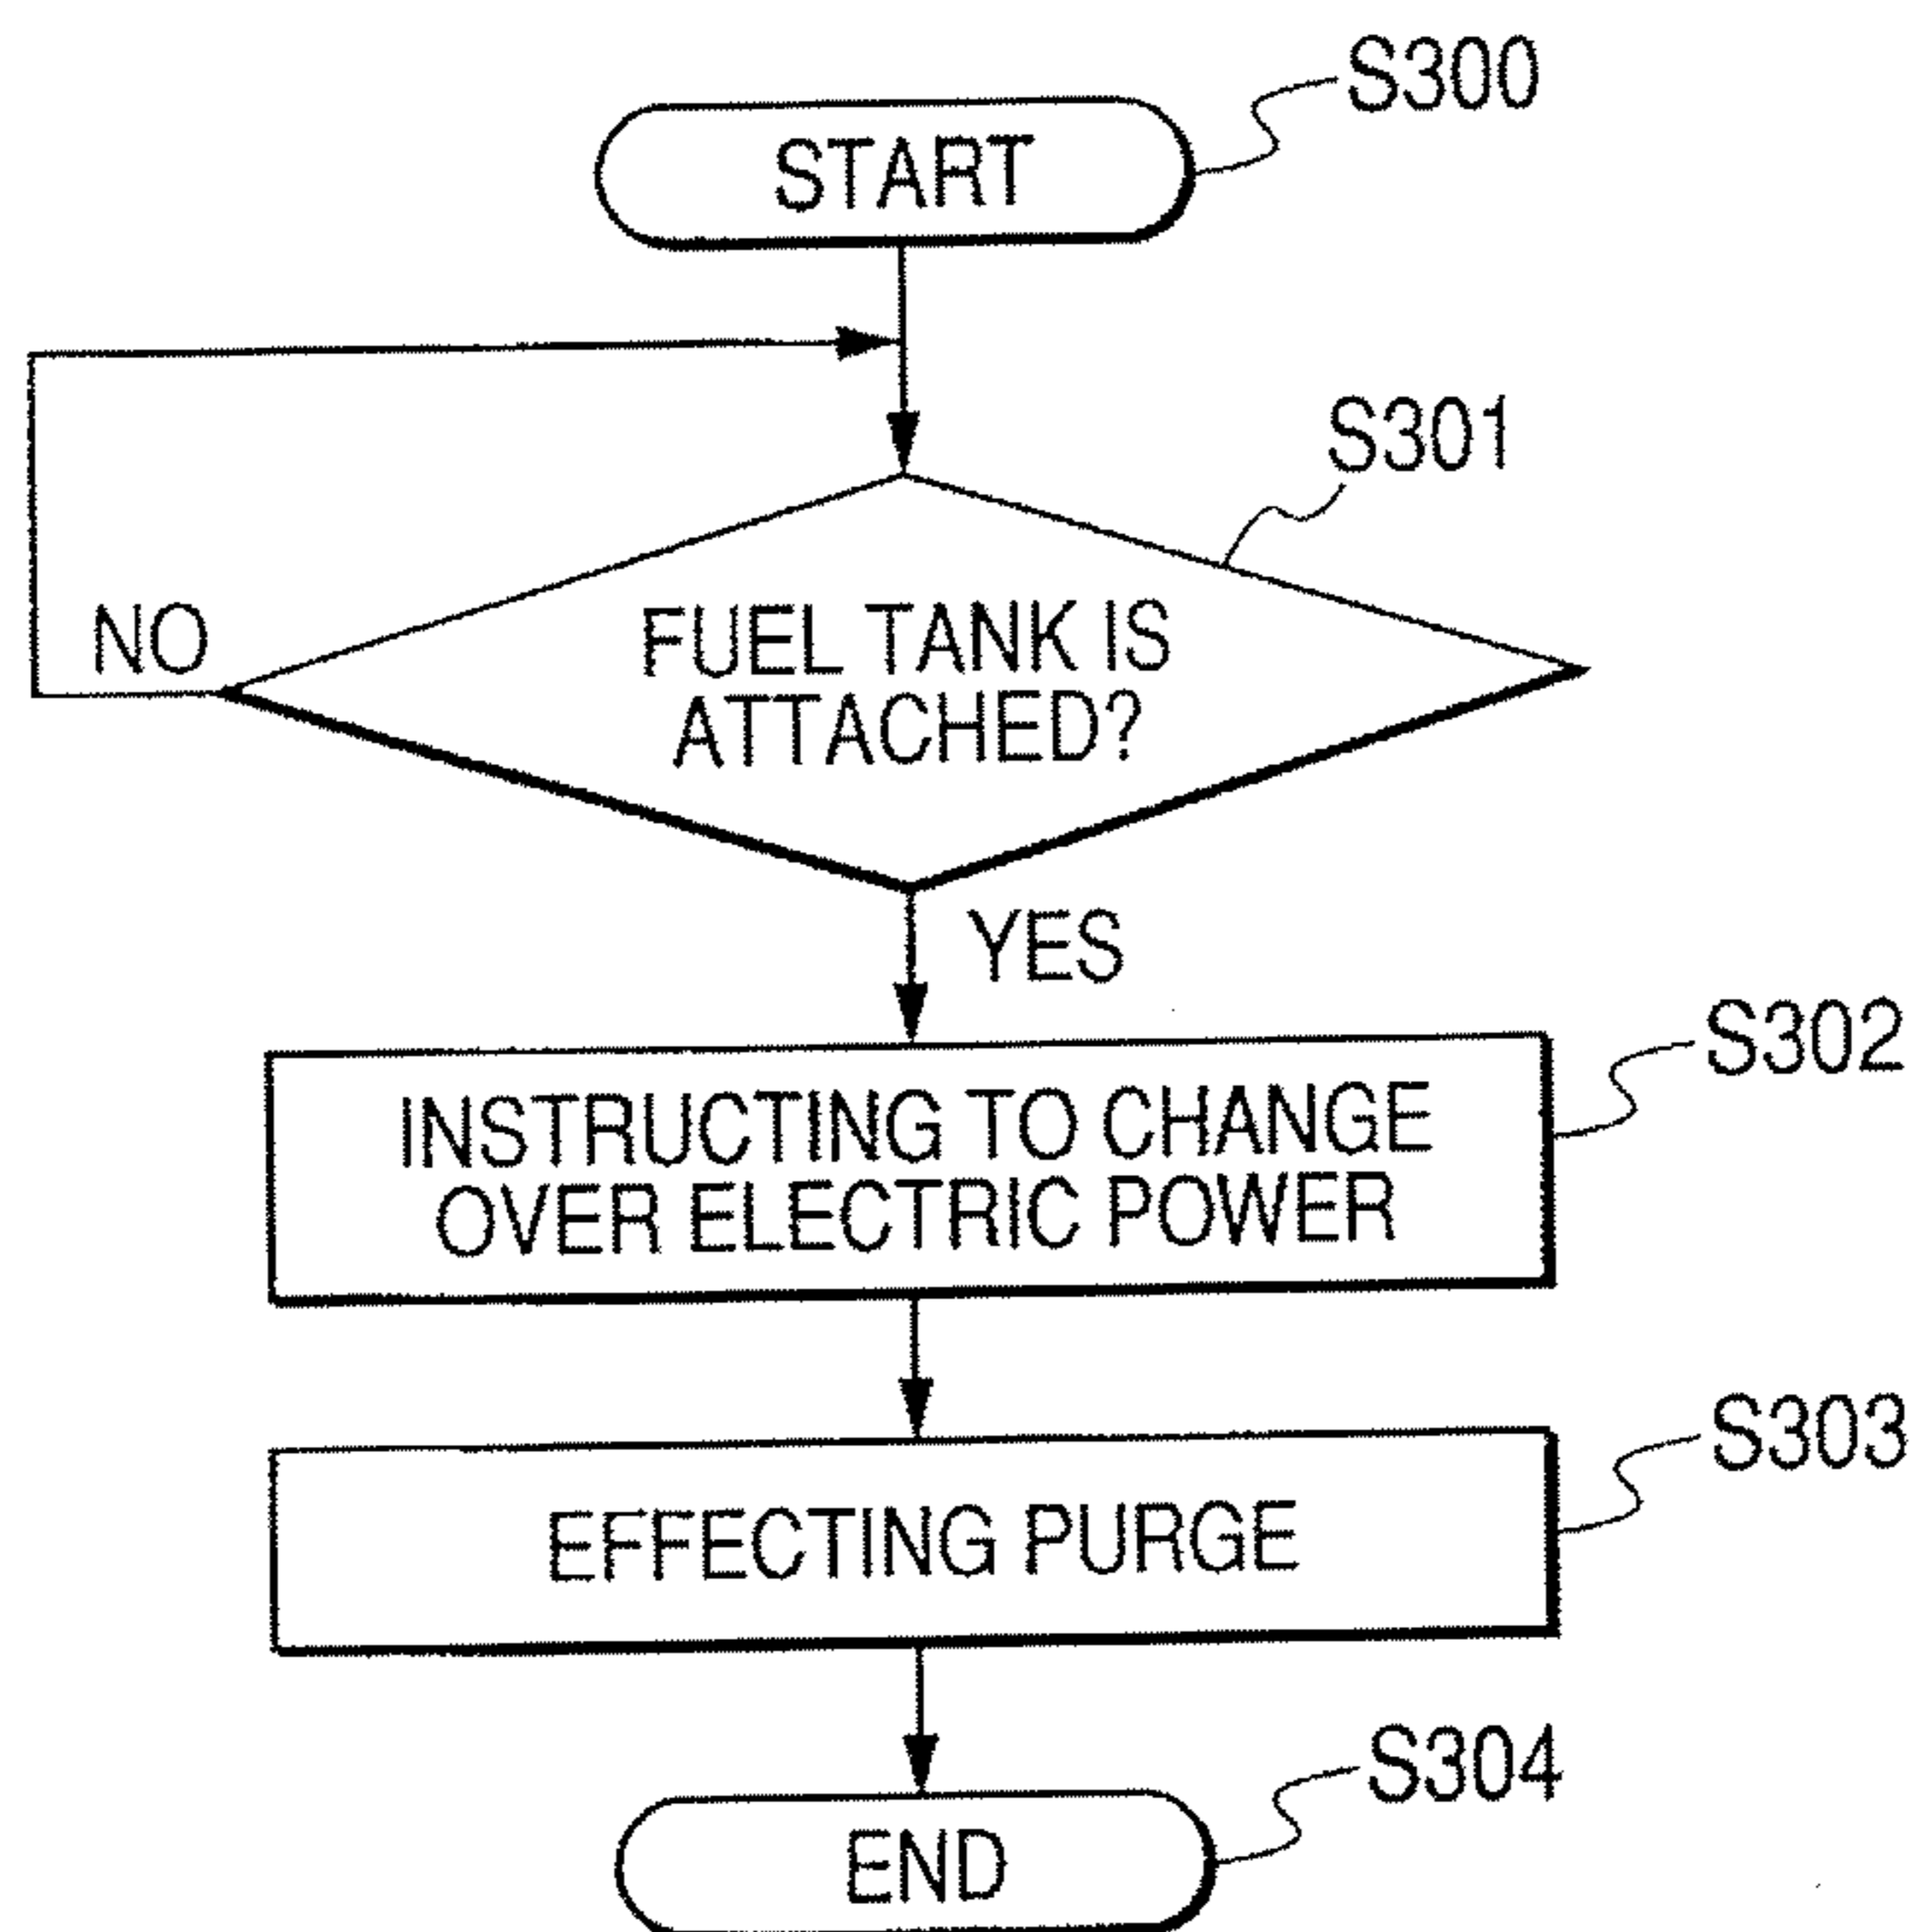 S300
START
S301
NO
FUEL TANK IS
ATTACHED?
YES
S302
INSTRUCTING TO CHANGE
OVER ELECTRIC POWER
S303
EFFECTING PURGE
S304
END